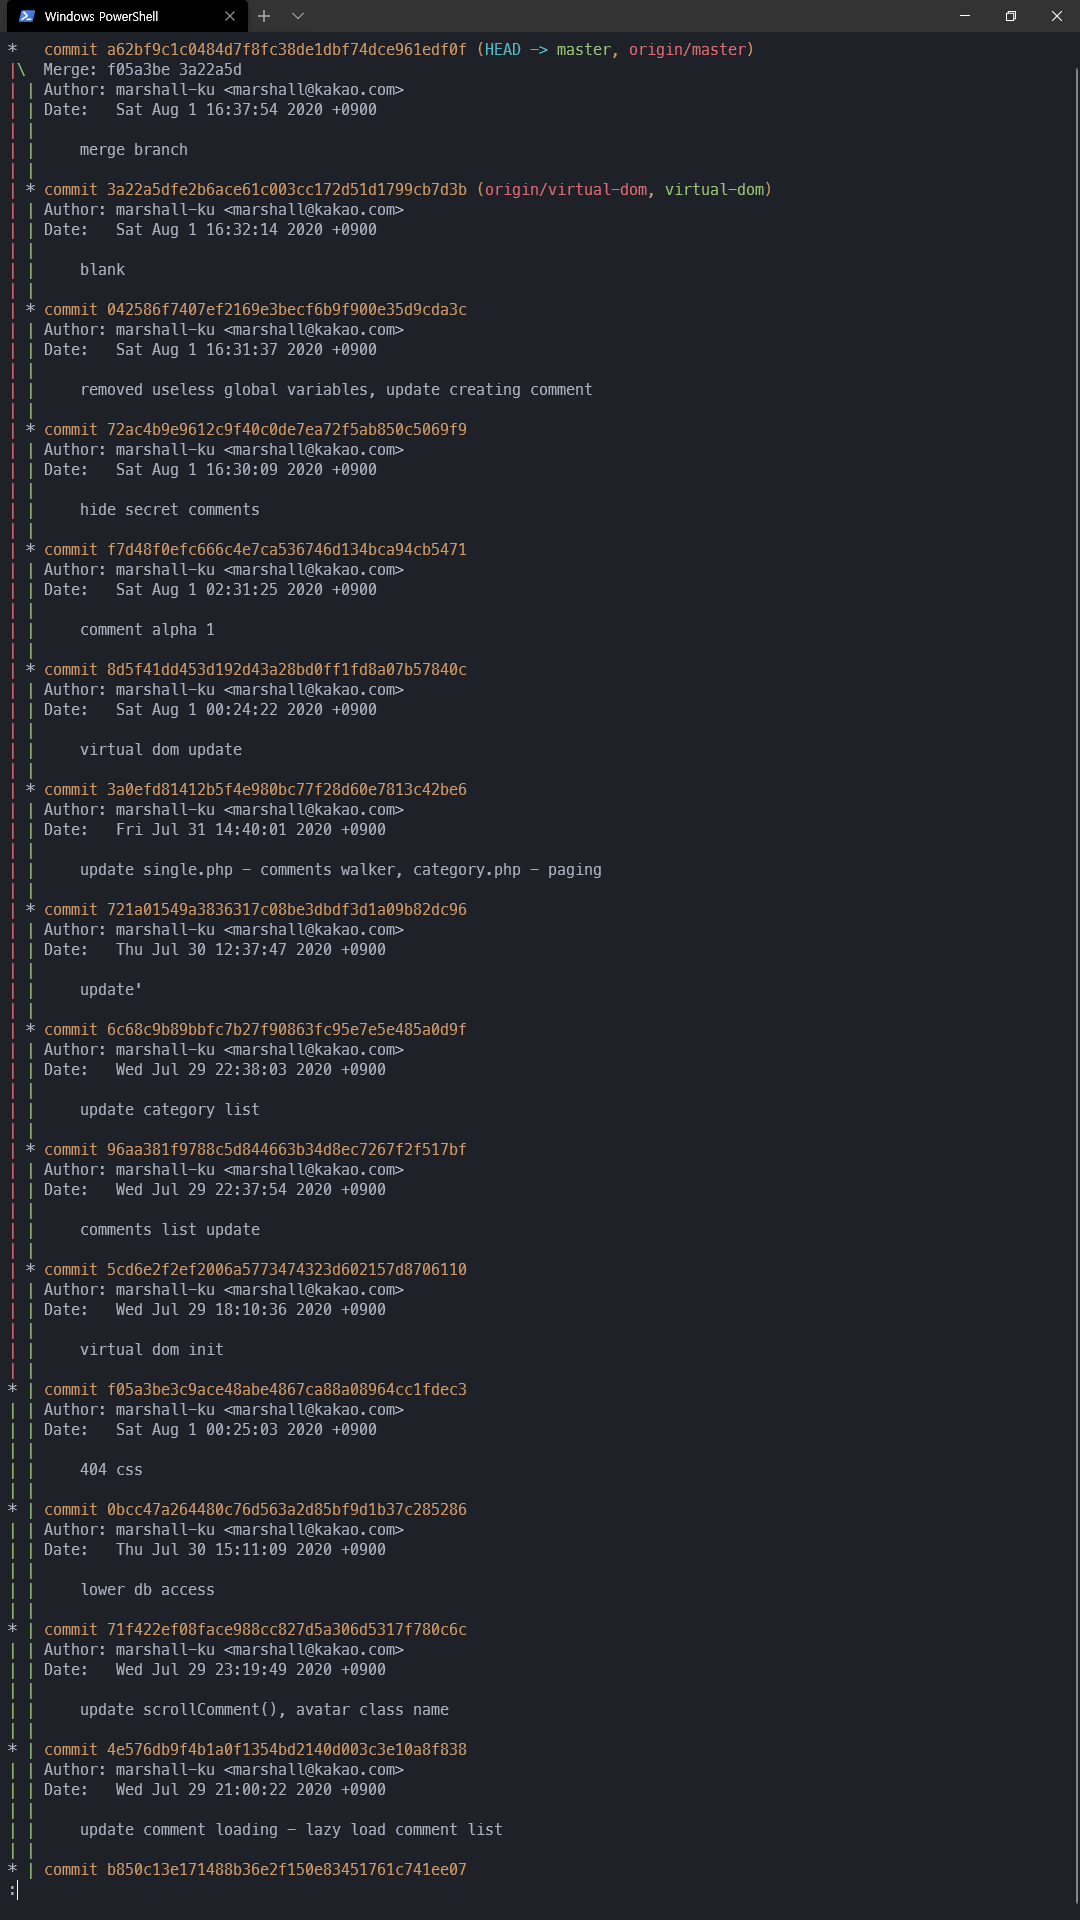 Windows PowerShell
*   commit a62bf9c1c0484d7f8fc38de1dbf74dce961edf0f (HEAD -> master, origin/master)
|\  Merge: f05a3be 3a22a5d
| | Author: marshall-ku <marshall@kakao.com>
| | Date:   Sat Aug 1 16:37:54 2020 +0900
| |
| |     merge branch
| |
| * commit 3a22a5dfe2b6ace61c003cc172d51d1799cb7d3b (origin/virtual-dom, virtual-dom)
| | Author: marshall-ku <marshall@kakao.com>
| | Date:   Sat Aug 1 16:32:14 2020 +0900
| |
| |     blank
| |
| * commit 042586f7407ef2169e3becf6b9f900e35d9cda3c
| | Author: marshall-ku <marshall@kakao.com>
| | Date:   Sat Aug 1 16:31:37 2020 +0900
| |
| |     removed useless global variables, update creating comment
| |
| * commit 72ac4b9e9612c9f40c0de7ea72f5ab850c5069f9
| | Author: marshall-ku <marshall@kakao.com>
| | Date:   Sat Aug 1 16:30:09 2020 +0900
| |
| |     hide secret comments
| |
| * commit f7d48f0efc666c4e7ca536746d134bca94cb5471
| | Author: marshall-ku <marshall@kakao.com>
| | Date:   Sat Aug 1 02:31:25 2020 +0900
| |
| |     comment alpha 1
| |
| * commit 8d5f41dd453d192d43a28bd0ff1fd8a07b57840c
| | Author: marshall-ku <marshall@kakao.com>
| | Date:   Sat Aug 1 00:24:22 2020 +0900
| |
| |     virtual dom update
| |
| * commit 3a0efd81412b5f4e980bc77f28d60e7813c42be6
| | Author: marshall-ku <marshall@kakao.com>
| | Date:   Fri Jul 31 14:40:01 2020 +0900
| |
| |     update single.php - comments walker, category.php - paging
| |
| * commit 721a01549a3836317c08be3dbdf3d1a09b82dc96
| | Author: marshall-ku <marshall@kakao.com>
| | Date:   Thu Jul 30 12:37:47 2020 +0900
| |
| |     update'
| |
| * commit 6c68c9b89bbfc7b27f90863fc95e7e5e485a0d9f
| | Author: marshall-ku <marshall@kakao.com>
| | Date:   Wed Jul 29 22:38:03 2020 +0900
| |
| |     update category list
| |
| * commit 96aa381f9788c5d844663b34d8ec7267f2f517bf
| | Author: marshall-ku <marshall@kakao.com>
| | Date:   Wed Jul 29 22:37:54 2020 +0900
| |
| |     comments list update
| |
| * commit 5cd6e2f2ef2006a5773474323d602157d8706110
| | Author: marshall-ku <marshall@kakao.com>
| | Date:   Wed Jul 29 18:10:36 2020 +0900
| |
| |     virtual dom init
| |
* | commit f05a3be3c9ace48abe4867ca88a08964cc1fdec3
| | Author: marshall-ku <marshall@kakao.com>
| | Date:   Sat Aug 1 00:25:03 2020 +0900
| |
| |     404 css
| |
* | commit 0bcc47a264480c76d563a2d85bf9d1b37c285286
| | Author: marshall-ku <marshall@kakao.com>
| | Date:   Thu Jul 30 15:11:09 2020 +0900
| |
| |     lower db access
| |
* | commit 71f422ef08face988cc827d5a306d5317f780c6c
| | Author: marshall-ku <marshall@kakao.com>
| | Date:   Wed Jul 29 23:19:49 2020 +0900
| |
| |     update scrollComment(), avatar class name
| |
* | commit 4e576db9f4b1a0f1354bd2140d003c3e10a8f838
| | Author: marshall-ku <marshall@kakao.com>
| | Date:   Wed Jul 29 21:00:22 2020 +0900
| |
| |     update comment loading - lazy load comment list
| |
* | commit b850c13e171488b36e2f150e83451761c741ee07
: